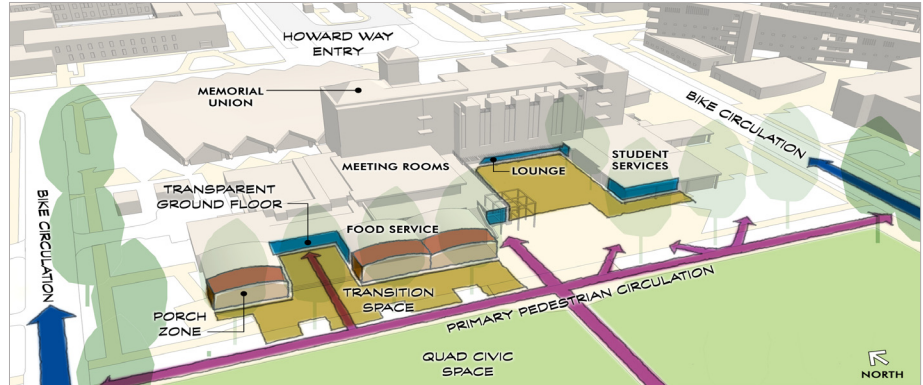 HOWARD WAY
ENTRY
MEMORIAL
UNION
BIKE CIRCULATION
MEETING ROOMS
LOUNGE
STUDENT
SERVICES
TRANSPARENT
GROUND FLOOR
BIKE CIRCULATION
FOOD SERVICE
TRANSITION
SPACE
PORCH
ZONE
PRIMARY PEDESTRIAN CIRCULATION
QUAD CIVIC
SPACE
NORTH